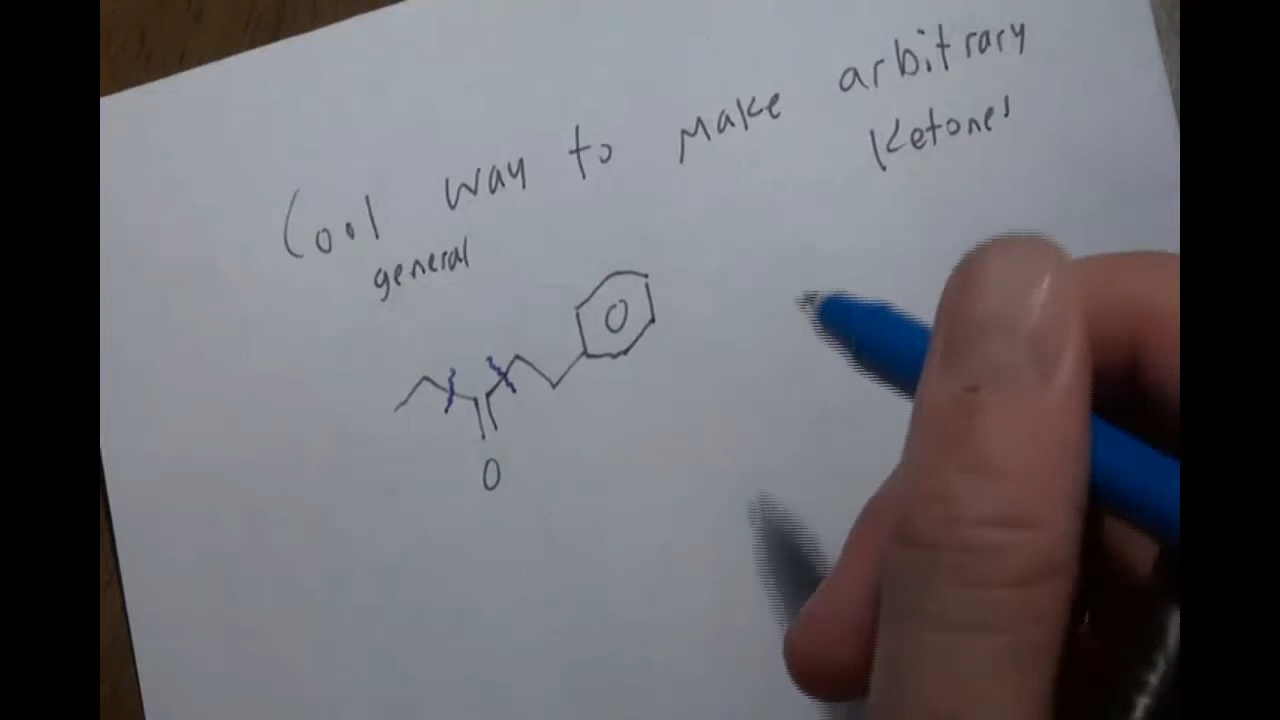 Cool way to make arbitrary
general
ketones
O
O